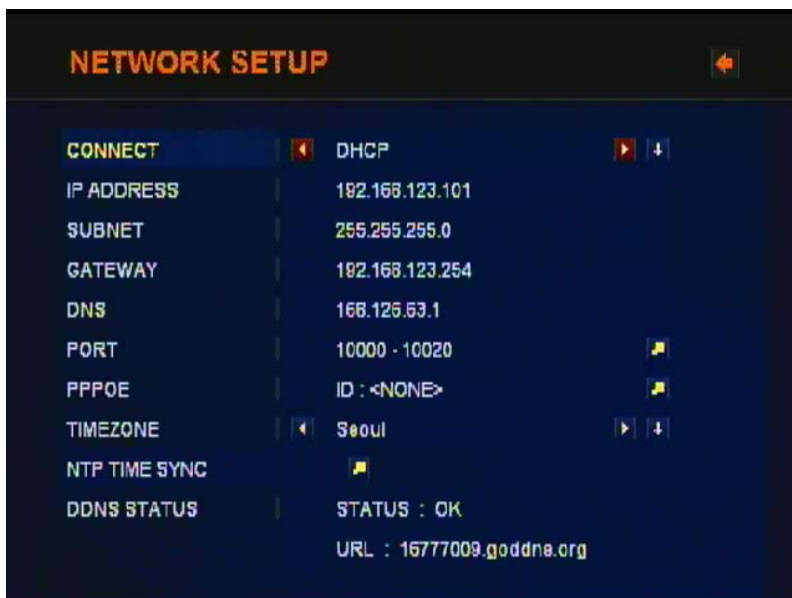 NETWORK SETUP
CONNECT DHCP
IP ADDRESS 192.168.123.101
SUBNET 255.255.255.0
GATEWAY 192.168.123.254
DNS 168.126.63.1
PORT 10000 - 10020
PPPOE ID : <NONE>
TIMEZONE Seoul
NTP TIME SYNC
DDNS STATUS STATUS : OK
URL : 16777009.goddns.org